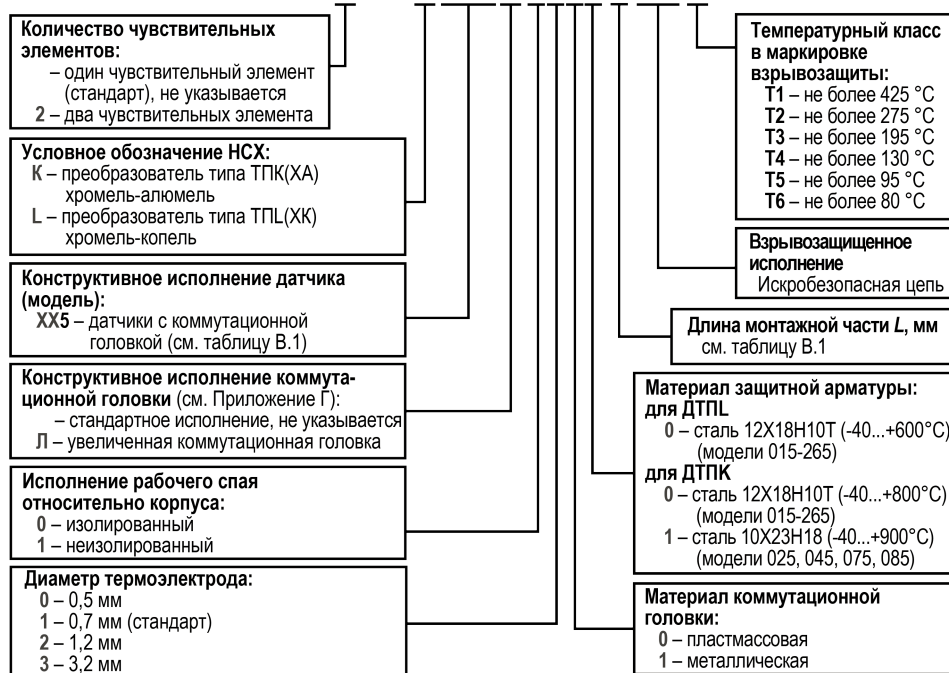 Количество чувствительных
элементов:
– один чувствительный элемент
(стандарт), не указывается
2 – два чувствительных элемента
Условное обозначение НСХ:
К – преобразователь типа ТПК(ХА)
хромель-алюмель
L – преобразователь типа ТПL(ХК)
хромель-копель
Конструктивное исполнение датчика
(модель):
ХХ5 – датчики с коммутационной
головкой (см. таблицу В.1)
Конструктивное исполнение коммута-
ционной головки (см. Приложение Г):
– стандартное исполнение, не указывается
Л – увеличенная коммутационная головка
Исполнение рабочего спая
относительно корпуса:
0 – изолированный
1 – неизолированный
Диаметр термоэлектрода:
0 – 0,5 мм
1 – 0,7 мм (стандарт)
2 – 1,2 мм
3 – 3,2 мм
Температурный класс
в маркировке
взрывозащиты:
Т1 – не более 425 °С
Т2 – не более 275 °С
Т3 – не более 195 °С
Т4 – не более 130 °С
Т5 – не более 95 °С
Т6 – не более 80 °С
Взрывозащищенное
исполнение
Искробезопасная цепь
Длина монтажной части L, мм
см. таблицу В.1
Материал защитной арматуры:
для ДТПL
0 – сталь 12Х18Н10Т (-40...+600°С)
(модели 015-265)
для ДТПК
0 – сталь 12Х18Н10Т (-40...+800°С)
(модели 015-265)
1 – сталь 10Х23Н18 (-40...+900°С)
(модели 025, 045, 075, 085)
Материал коммутационной
головки:
0 – пластмассовая
1 – металлическая